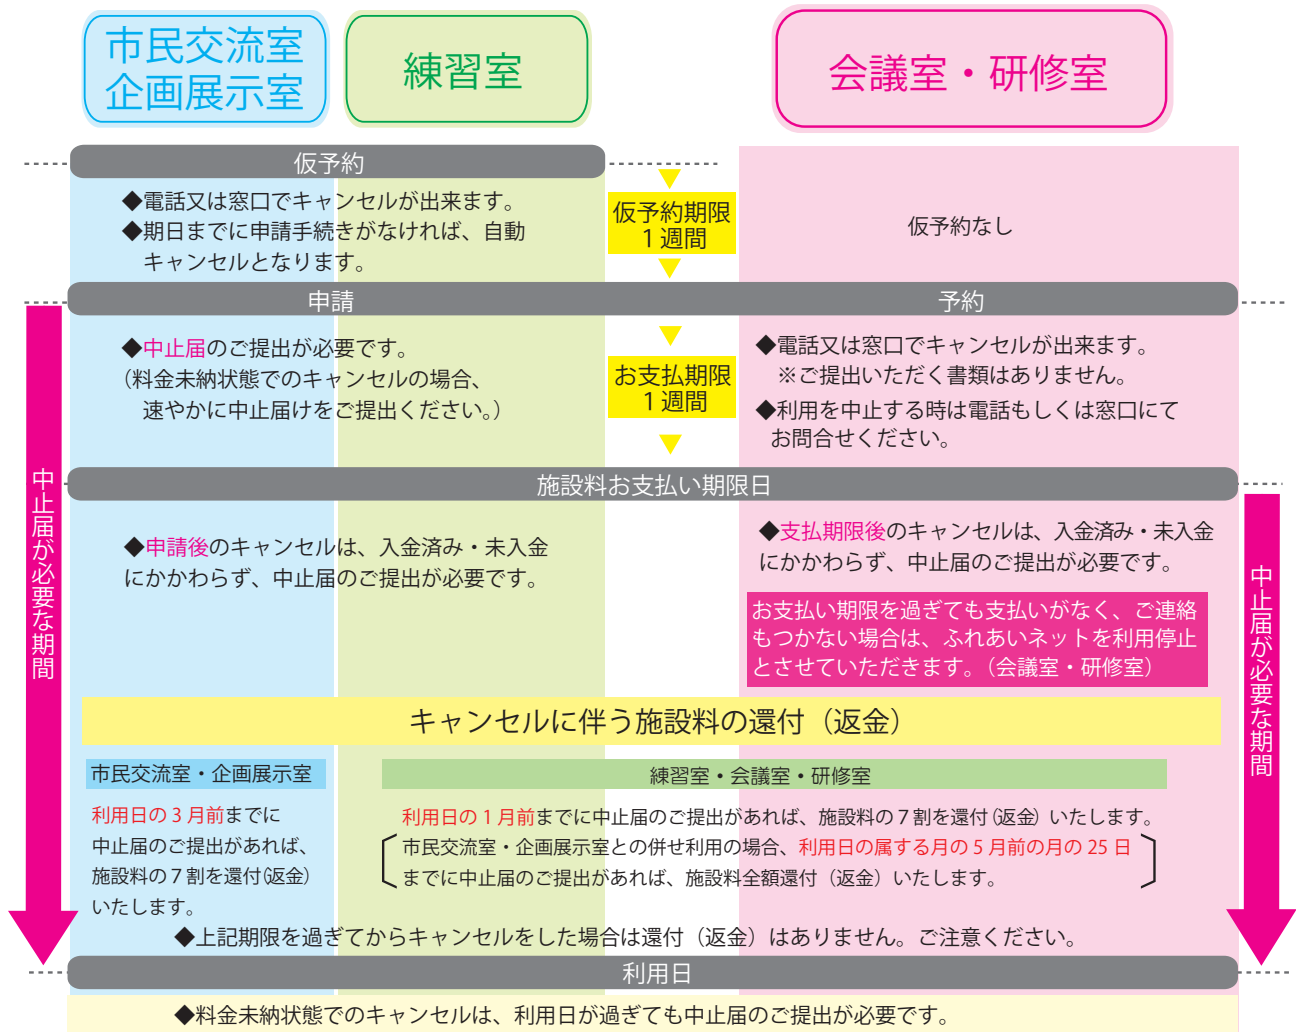 市民交流室
企画展示室
練習室
会議室・研修室
仮予約
◆電話又は窓口でキャンセルが出来ます。
◆期日までに申請手続きがなければ、自動
キャンセルとなります。
仮予約期限
1週間
仮予約なし
申請
予約
◆中止届のご提出が必要です。
(料金未納状態でのキャンセルの場合、
速やかに中止届けをご提出ください。)
お支払期限
1週間
◆電話又は窓口でキャンセルが出来ます。
※ご提出いただく書類はありません。
◆利用を中止する時は電話もしくは窓口にて
お問合せください。
施設料お支払い期限日
中止届が必要な期間
◆申請後のキャンセルは、入金済み・未入金
にかかわらず、中止届のご提出が必要です。
◆支払期限後のキャンセルは、入金済み・未入金
にかかわらず、中止届のご提出が必要です。
お支払い期限を過ぎても支払いがなく、ご連絡
もつかない場合は、ふれあいネットを利用停止
とさせていただきます。(会議室・研修室)
中止届が必要な期間
キャンセルに伴う施設料の還付(返金)
市民交流室・企画展示室
利用日の3月前までに
中止届のご提出があれば、
施設料の7割を還付(返金)
いたします。
練習室・会議室・研修室
利用日の1月前までに中止届のご提出があれば、施設料の7割を還付(返金)いたします。
市民交流室・企画展示室との併せ利用の場合、利用日の属する月の5月前の月の25日
までに中止届のご提出があれば、施設料全額還付(返金)いたします。
◆上記期限を過ぎてからキャンセルをした場合は還付(返金)はありません。ご注意ください。
利用日
◆料金未納状態でのキャンセルは、利用日が過ぎても中止届のご提出が必要です。